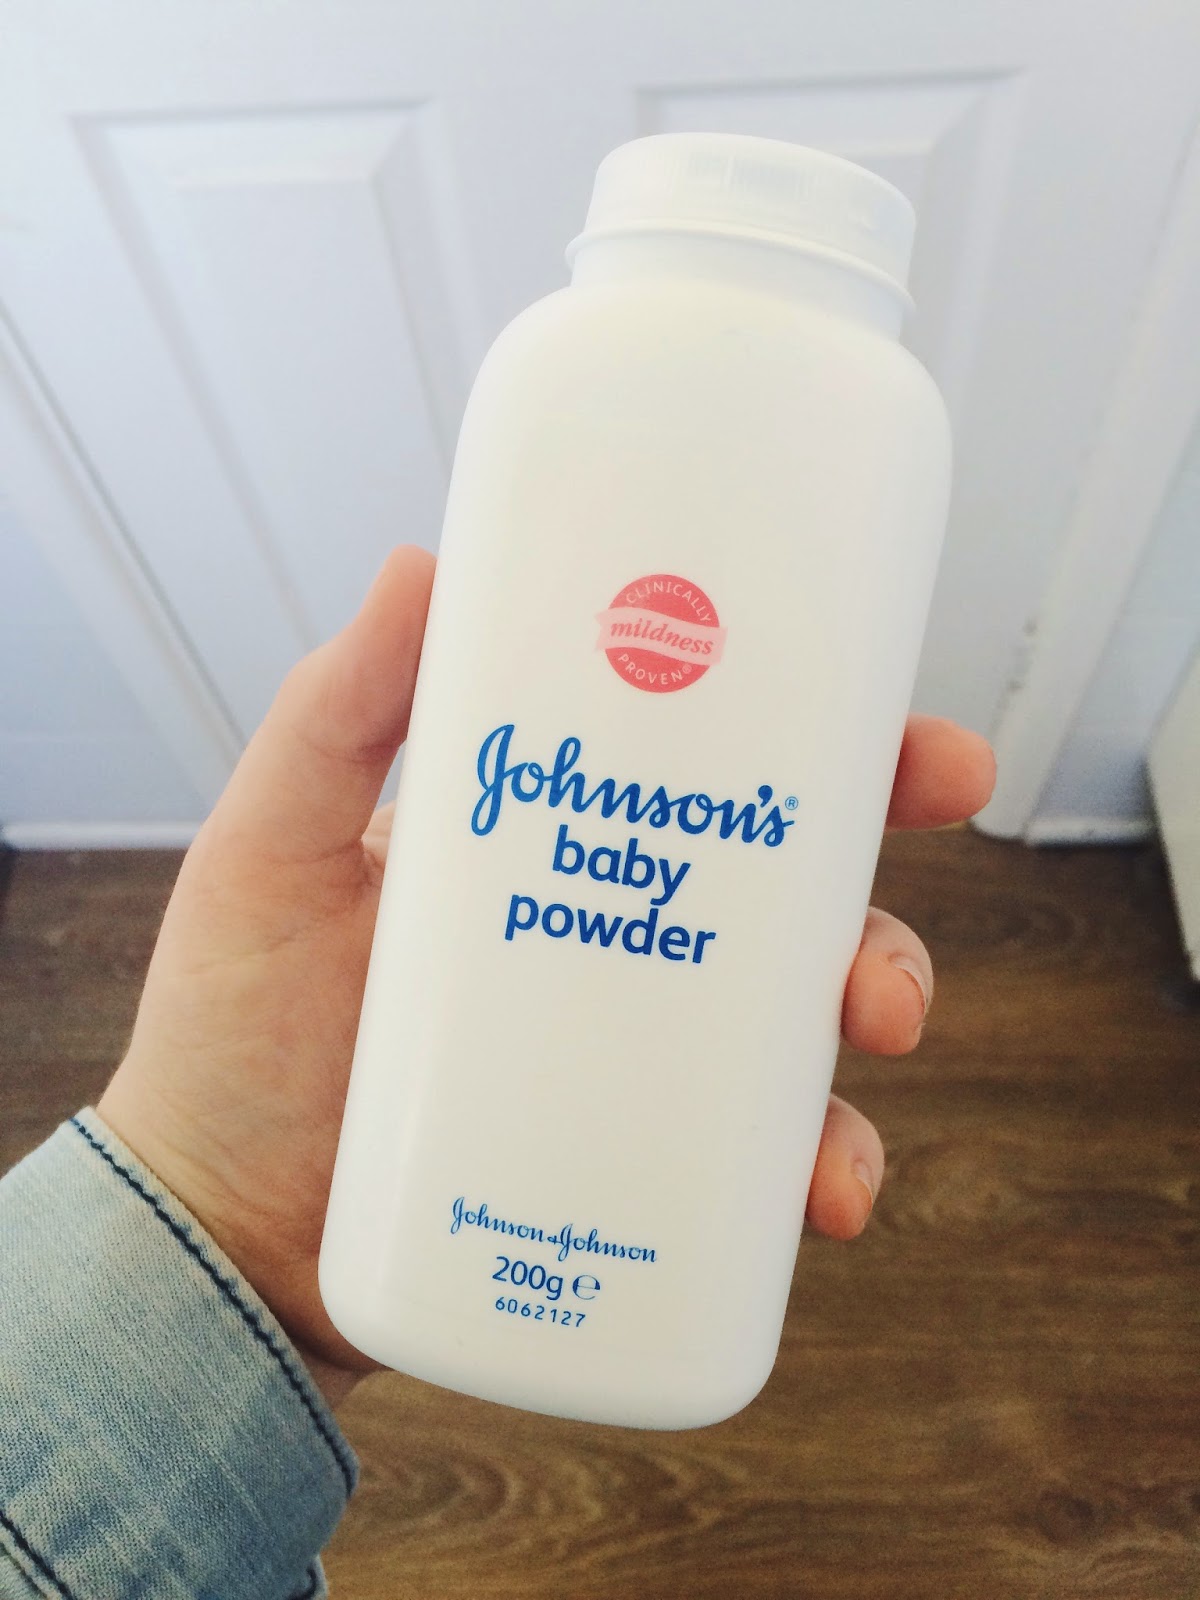 CLINICALLY
mildness
PROVEN®
Johnson's®
baby
powder
Johnson & Johnson
200g ℮
6062127